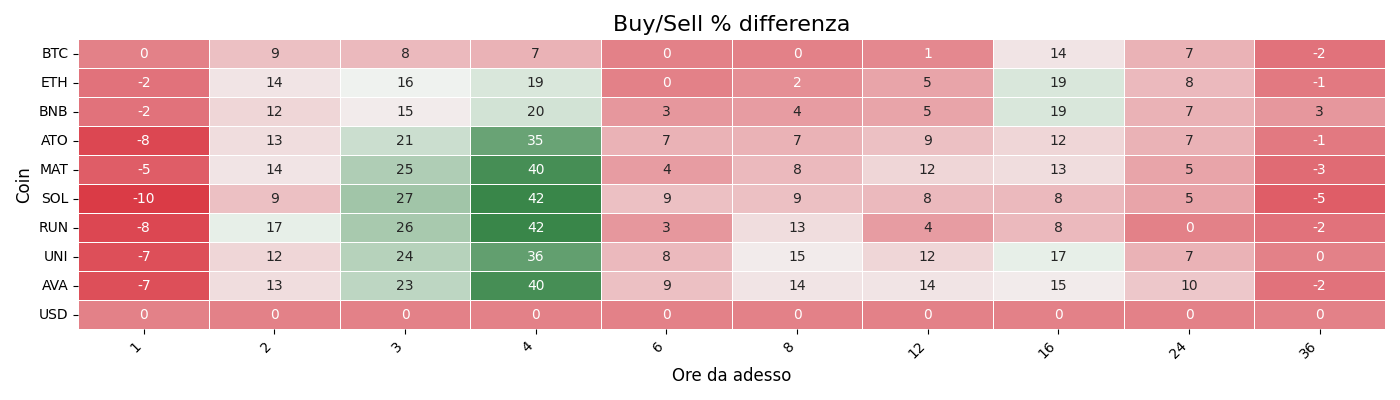 Buy/Sell % differenza
BTC 0 9 8 7 0 0 1 14 7 -2
ETH -2 14 16 19 0 2 5 19 8 -1
BNB -2 12 15 20 3 4 5 19 7 3
ATO -8 13 21 35 7 7 9 12 7 -1
MAT -5 14 25 40 4 8 12 13 5 -3
SOL -10 9 27 42 9 9 8 8 5 -5
RUN -8 17 26 42 3 13 4 8 0 -2
UNI -7 12 24 36 8 15 12 17 7 0
AVA -7 13 23 40 9 14 14 15 10 -2
USD 0 0 0 0 0 0 0 0 0 0
Coin
1 2 3 4 6 8 12 16 24 36
Ore da adesso